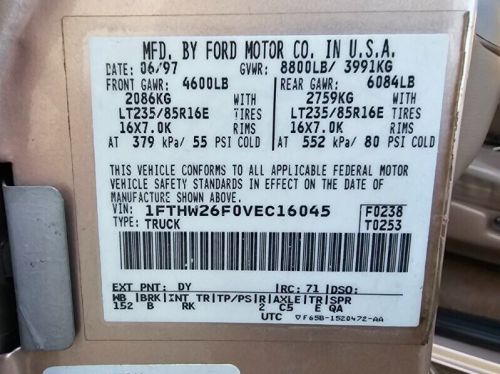 MFD. BY FORD MOTOR CO. IN U.S.A.
DATE: 06/97 GVWR: 8800LB/ 3991KG
FRONT GAWR: 4600LB REAR GAWR: 6084LB
2086KG WITH 2759KG WITH
LT235/85R16E TIRES LT235/85R16E TIRES
16X7.0K RIMS 16X7.0K RIMS
AT 379 kPa/ 55 PSI COLD AT 552 kPa/ 80 PSI COLD
THIS VEHICLE CONFORMS TO ALL APPLICABLE FEDERAL MOTOR
VEHICLE SAFETY STANDARDS IN EFFECT ON THE DATE OF
MANUFACTURE SHOWN ABOVE.
VIN: 1FTHW26F0VEC16045 F0238
TYPE: TRUCK T0253
EXT PNT: DY RC: 71 DSO:
WB BRK INT TR TP/PS R AXLE TR SPR
152 B RK 2 C5 E QA
UTC ▽F65B-1520472-AA